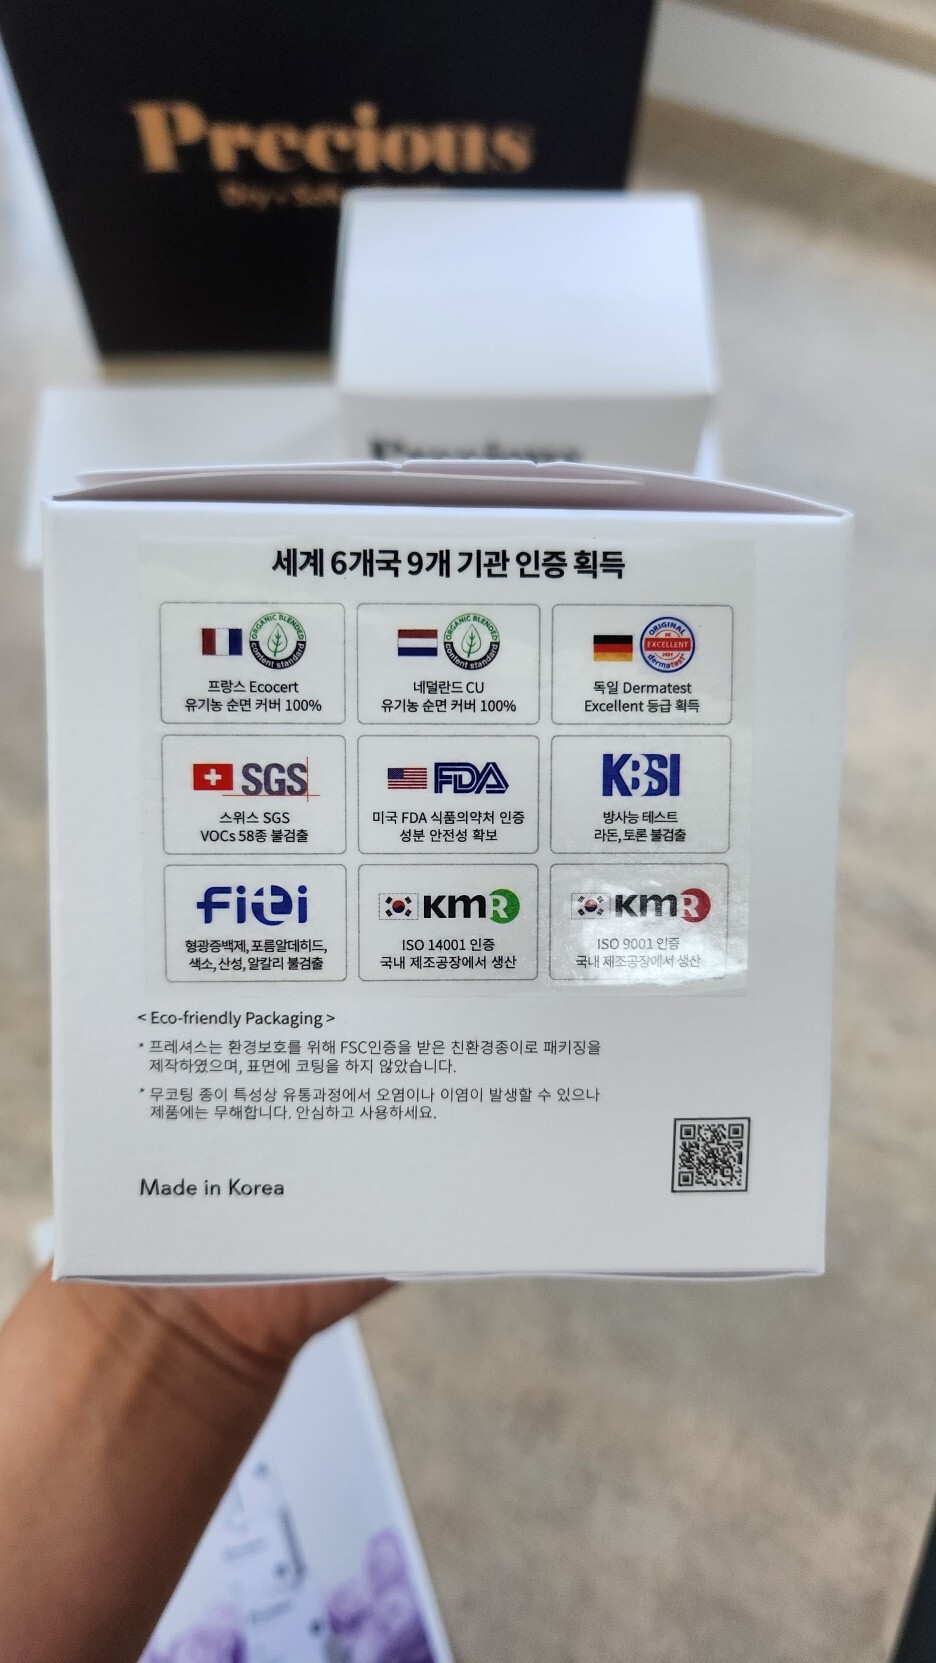 Precious
Precious
세계 6개국 9개 기관 인증 획득
ORGANIC BLENDED
content standard
프랑스 Ecocert
유기농 순면 커버 100%
ORGANIC BLENDED
content standard
네덜란드 CU
유기농 순면 커버 100%
ORIGINAL
EXCELLENT
dermatest
독일 Dermatest
Excellent 등급 획득
SGS
스위스 SGS
VOCs 58종 불검출
FDA
미국 FDA 식품의약처 인증
성분 안전성 확보
KBSI
방사능 테스트
라돈, 토론 불검출
FiTi
형광증백제, 포름알데히드,
색소, 산성, 알칼리 불검출
KMR
ISO 14001 인증
국내 제조공장에서 생산
KMR
ISO 9001 인증
국내 제조공장에서 생산
< Eco-friendly Packaging >
* 프레셔스는 환경보호를 위해 FSC인증을 받은 친환경종이로 패키징을
제작하였으며, 표면에 코팅을 하지 않았습니다.
* 무코팅 종이 특성상 유통과정에서 오염이나 이염이 발생할 수 있으나
제품에는 무해합니다. 안심하고 사용하세요.
Made in Korea